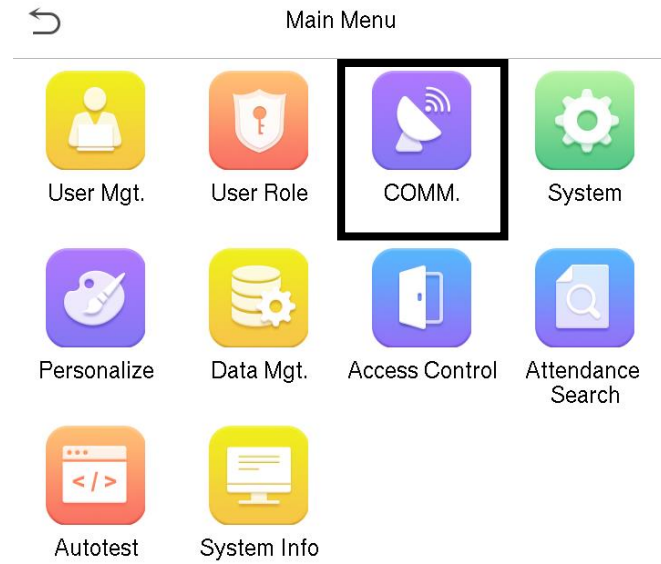 Main Menu
User Mgt.
User Role
COMM.
System
Personalize
Data Mgt.
Access Control
Attendance
Search
</>
Autotest
System Info